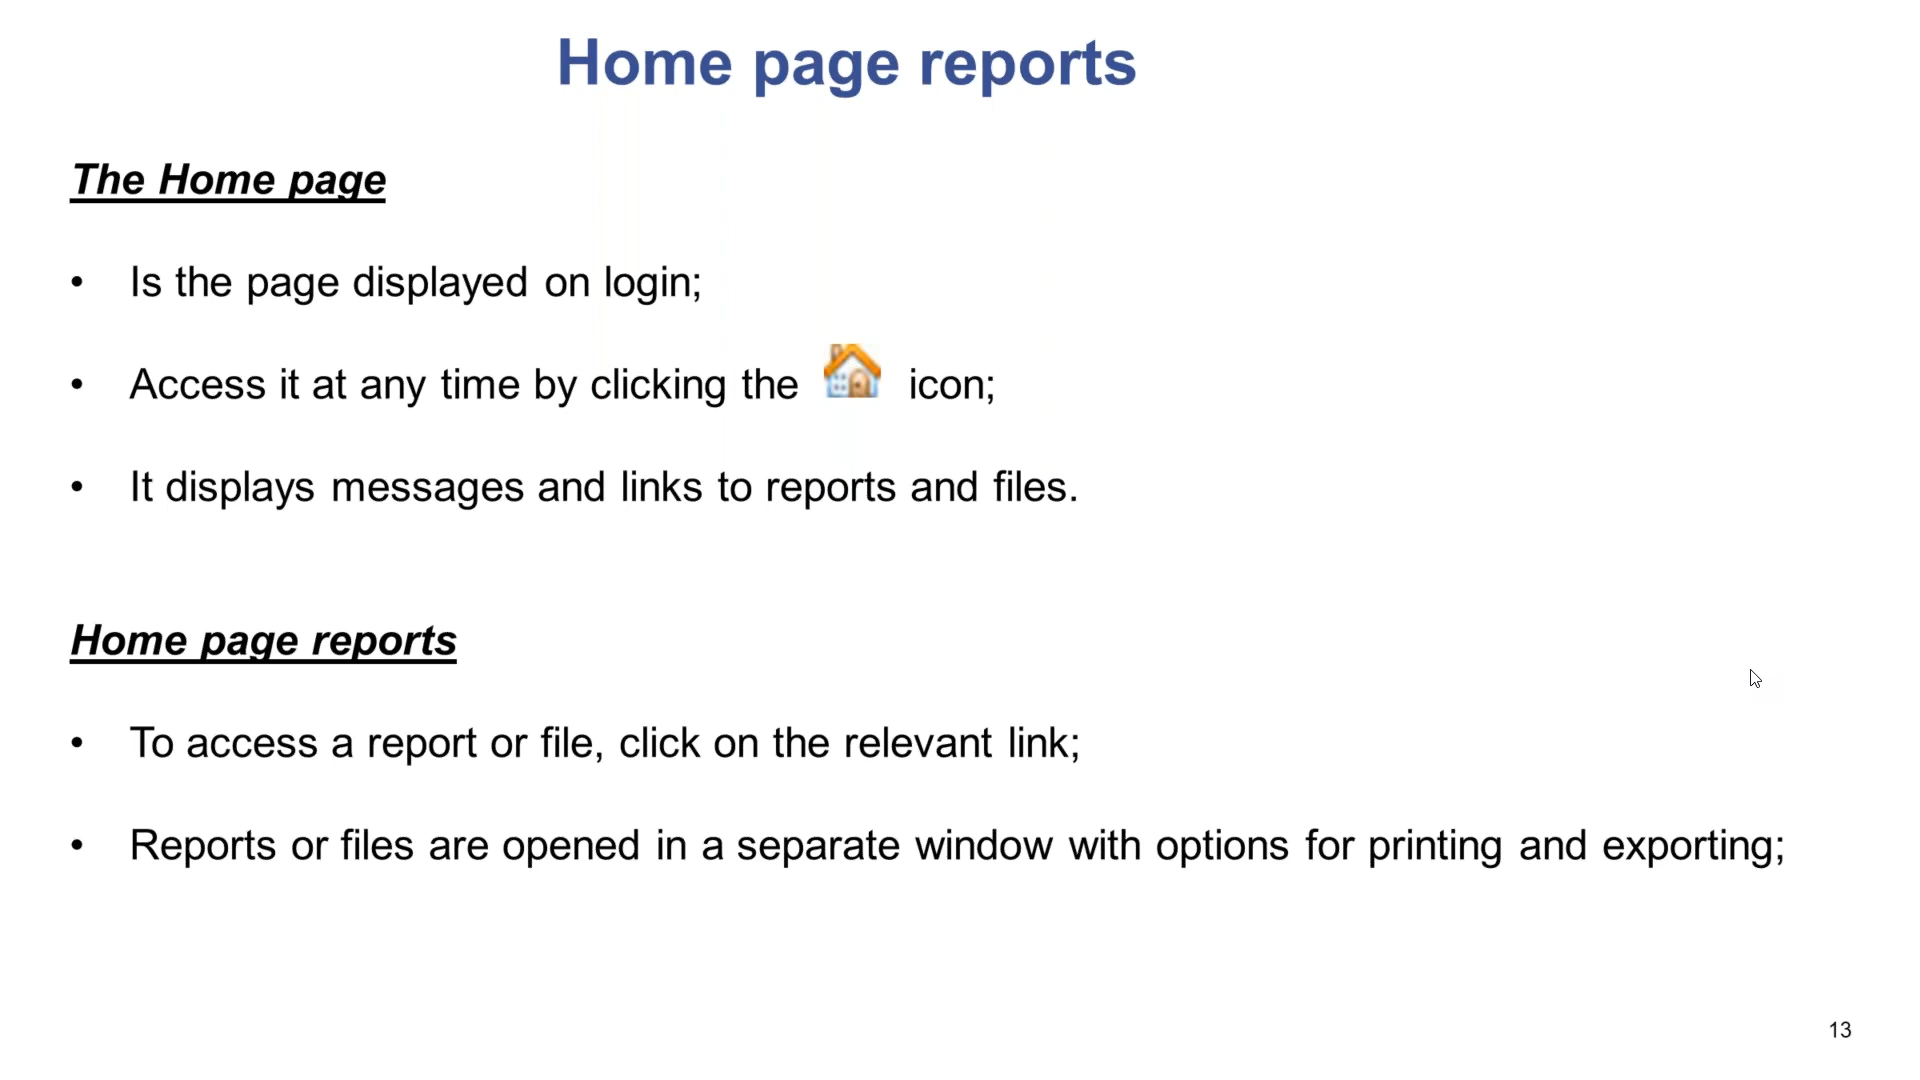 Home page reports
The Home page
• Is the page displayed on login;
• Access it at any time by clicking the icon;
• It displays messages and links to reports and files.
Home page reports
• To access a report or file, click on the relevant link;
• Reports or files are opened in a separate window with options for printing and exporting;
13